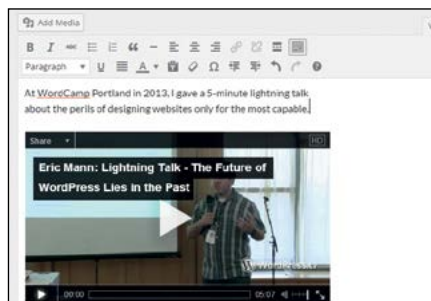 Add Media
B I ABC
Paragraph U A Ω
At WordCamp Portland in 2013, I gave a 5-minute lightning talk
about the perils of designing websites only for the most capable.
Share HD
Eric Mann: Lightning Talk - The Future of
WordPress Lies in the Past
00:00 05:07